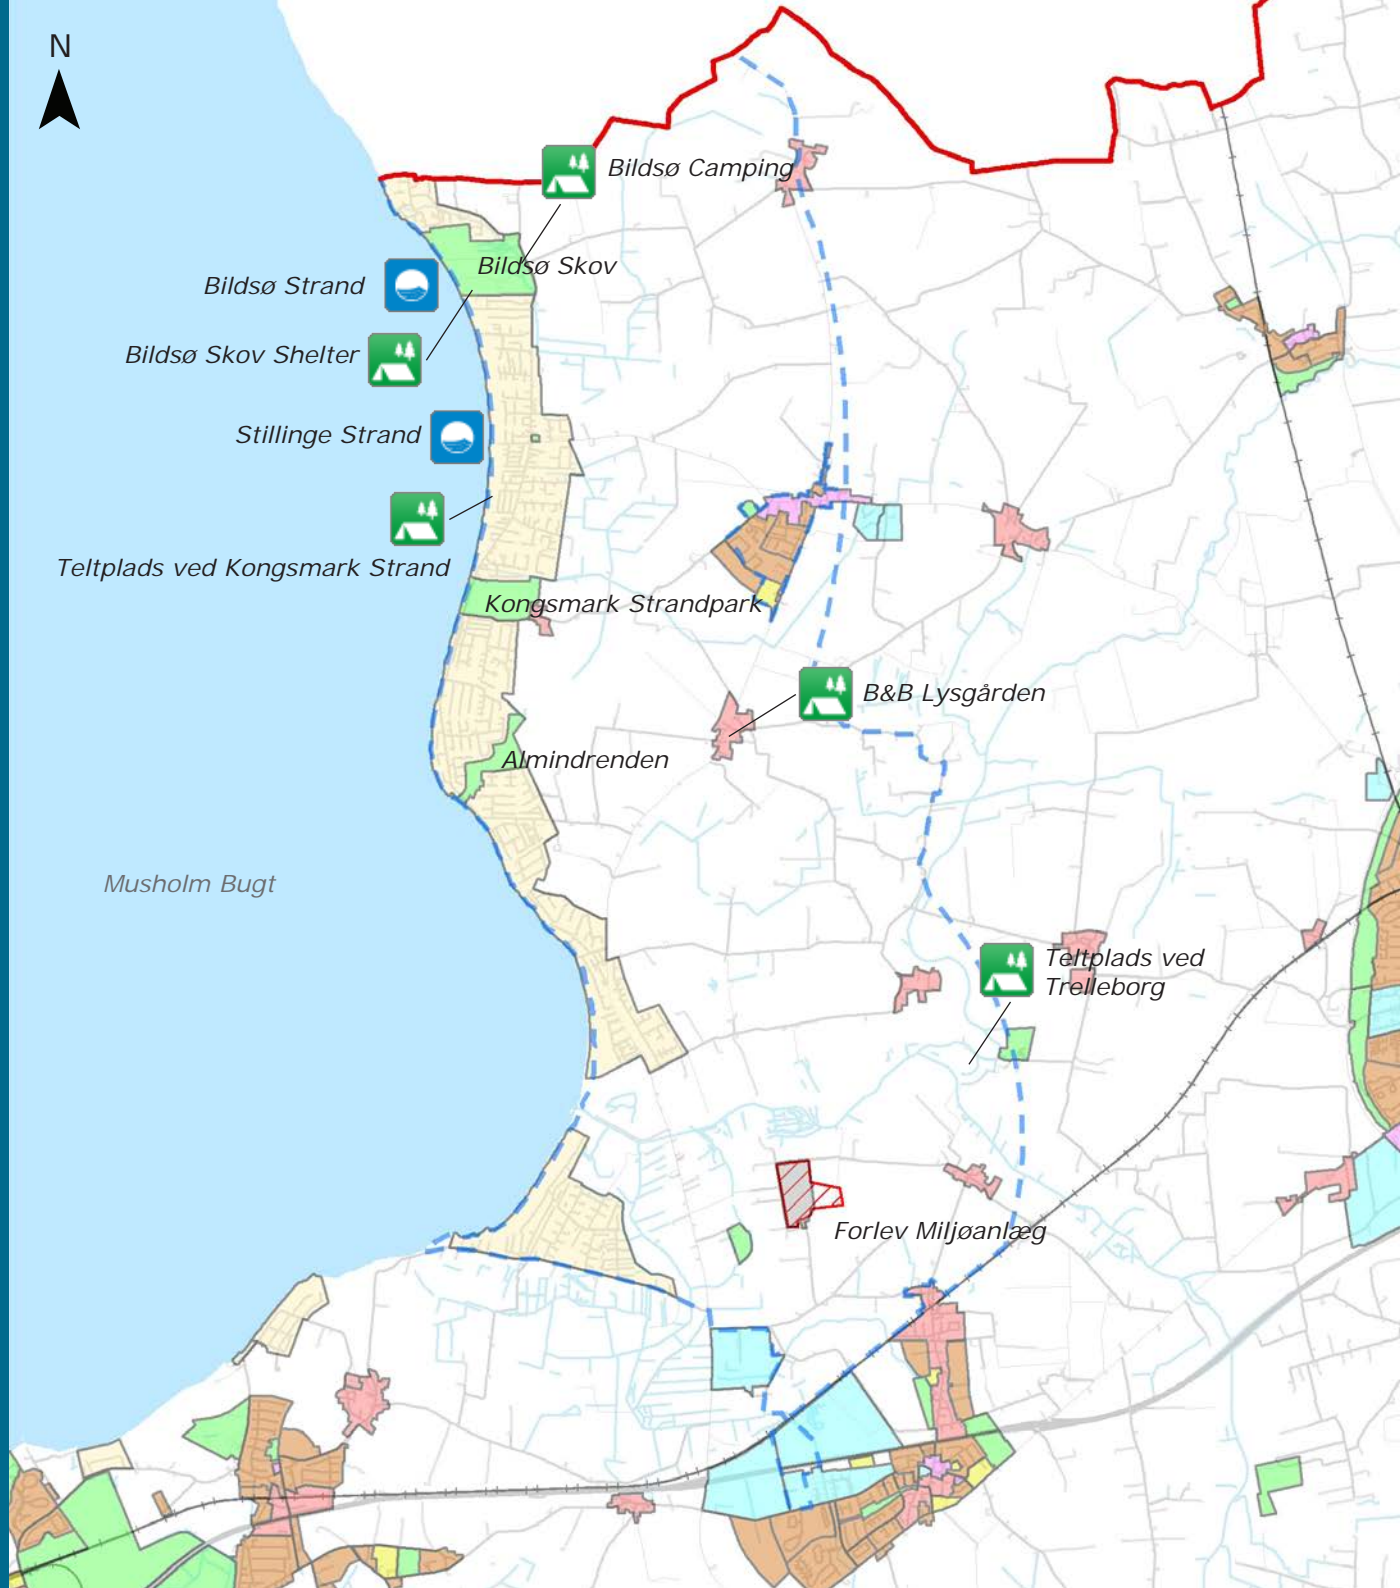 N
Bildsø Camping
Bildsø Skov
Bildsø Strand
Bildsø Skov Shelter
Stillinge Strand
Teltplads ved Kongsmark Strand
Kongsmark Strandpark
B&B Lysgården
Almindrenden
Musholm Bugt
Teltplads ved
Trelleborg
Forlev Miljøanlæg